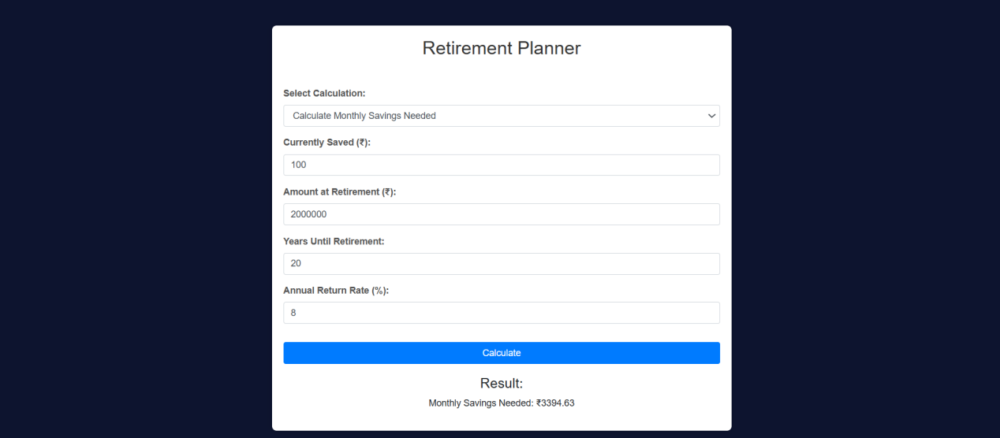 Retirement Planner
Select Calculation:
Calculate Monthly Savings Needed
Currently Saved (₹):
100
Amount at Retirement (₹):
2000000
Years Until Retirement:
20
Annual Return Rate (%):
8
Calculate
Result:
Monthly Savings Needed: ₹3394.63